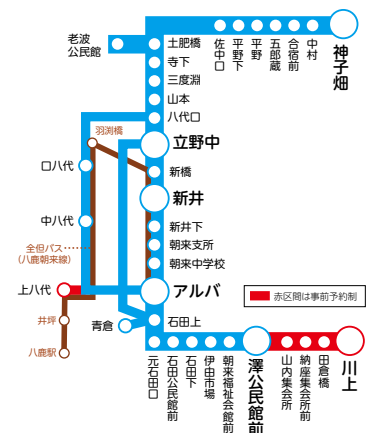 老波
公民館
土肥橋
寺下
三度淵
山本
八代口
佐中口
平野下
平野
五郎蔵
合宿前
中村
神子畑
羽渕橋
立野中
口八代
新橋
新井
中八代
新井下
全但バス
(八鹿朝来線)
朝来支所
朝来中学校
上八代
アルバ
赤区間は事前予約制
井坪
青倉
石田上
八鹿駅
元石田口
石田公民館前
石田下
伊由市場
朝来福祉会館前
澤公民館前
山内集会所
納座集会所前
田倉橋
川上